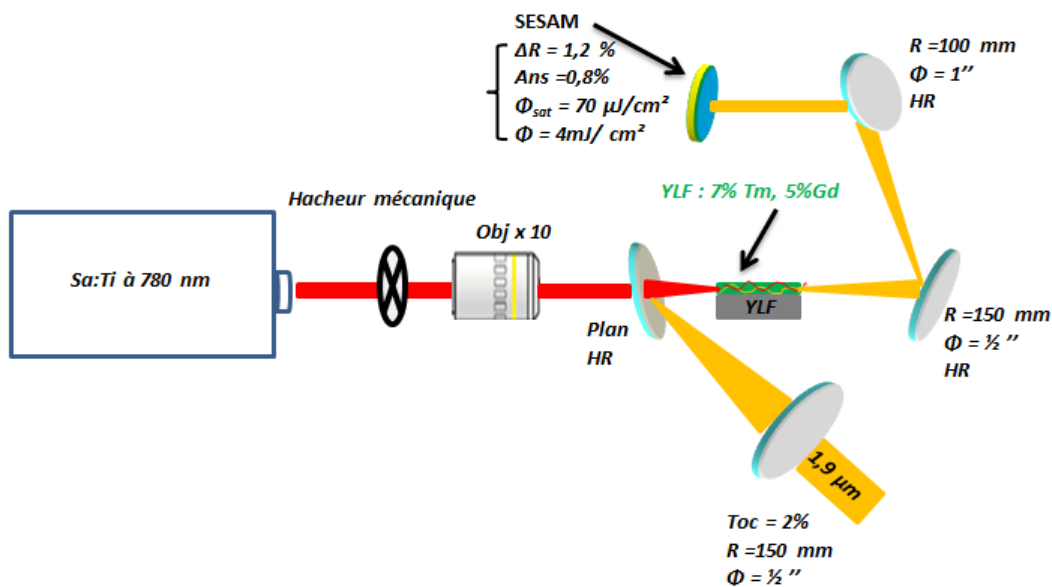 SESAM
ΔR = 1,2 %
Ans =0,8%
Φsat = 70 µJ/cm²
Φ = 4mJ/ cm²
R =100 mm
Φ = 1’’
HR
Hacheur mécanique
YLF : 7% Tm, 5%Gd
Obj x 10
Sa:Ti à 780 nm
YLF
Plan
HR
R =150 mm
Φ = ½ ’’
HR
1,9 µm
Toc = 2%
R =150 mm
Φ = ½ ’’